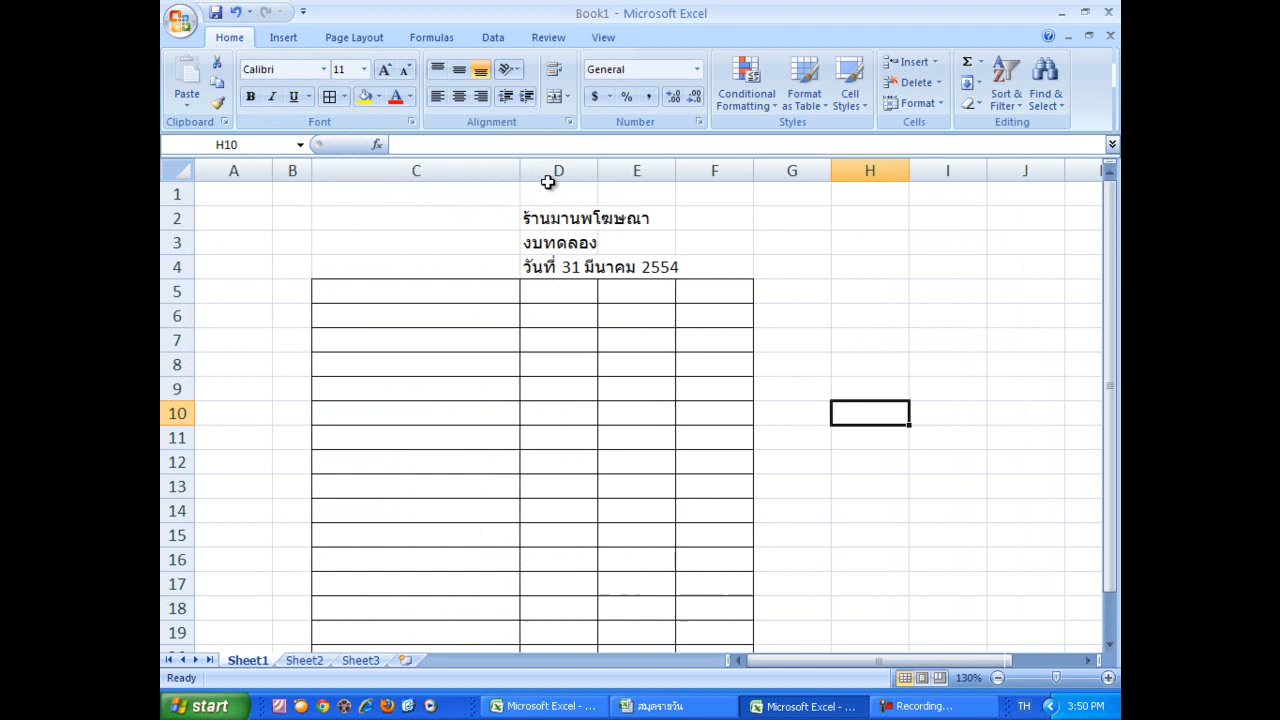 Book1 - Microsoft Excel
Home Insert Page Layout Formulas Data Review View
Paste
Calibri 11
General
Conditional Formatting
Format as Table
Cell Styles
Insert
Delete
Format
Sort & Filter
Find & Select
Clipboard Font Alignment Number Styles Cells Editing
H10 fx
A B C D E F G H I J
1
2 ร้านมานพโฆษณา
3 งบทดลอง
4 วันที่ 31 มีนาคม 2554
5
6
7
8
9
10
11
12
13
14
15
16
17
18
19
Sheet1 Sheet2 Sheet3
Ready 130%
start Microsoft Excel - ... สมุดรายวัน Microsoft Excel - ... Recording... TH 3:50 PM